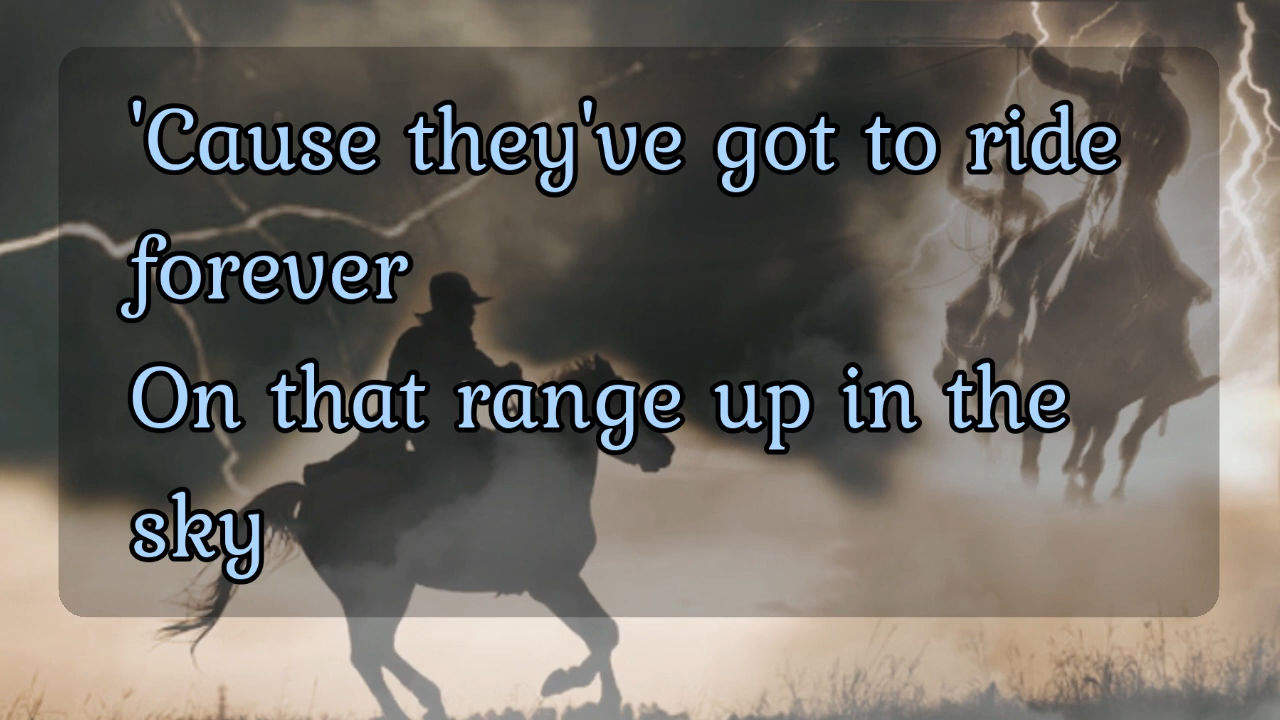 'Cause they've got to ride
forever
On that range up in the
sky